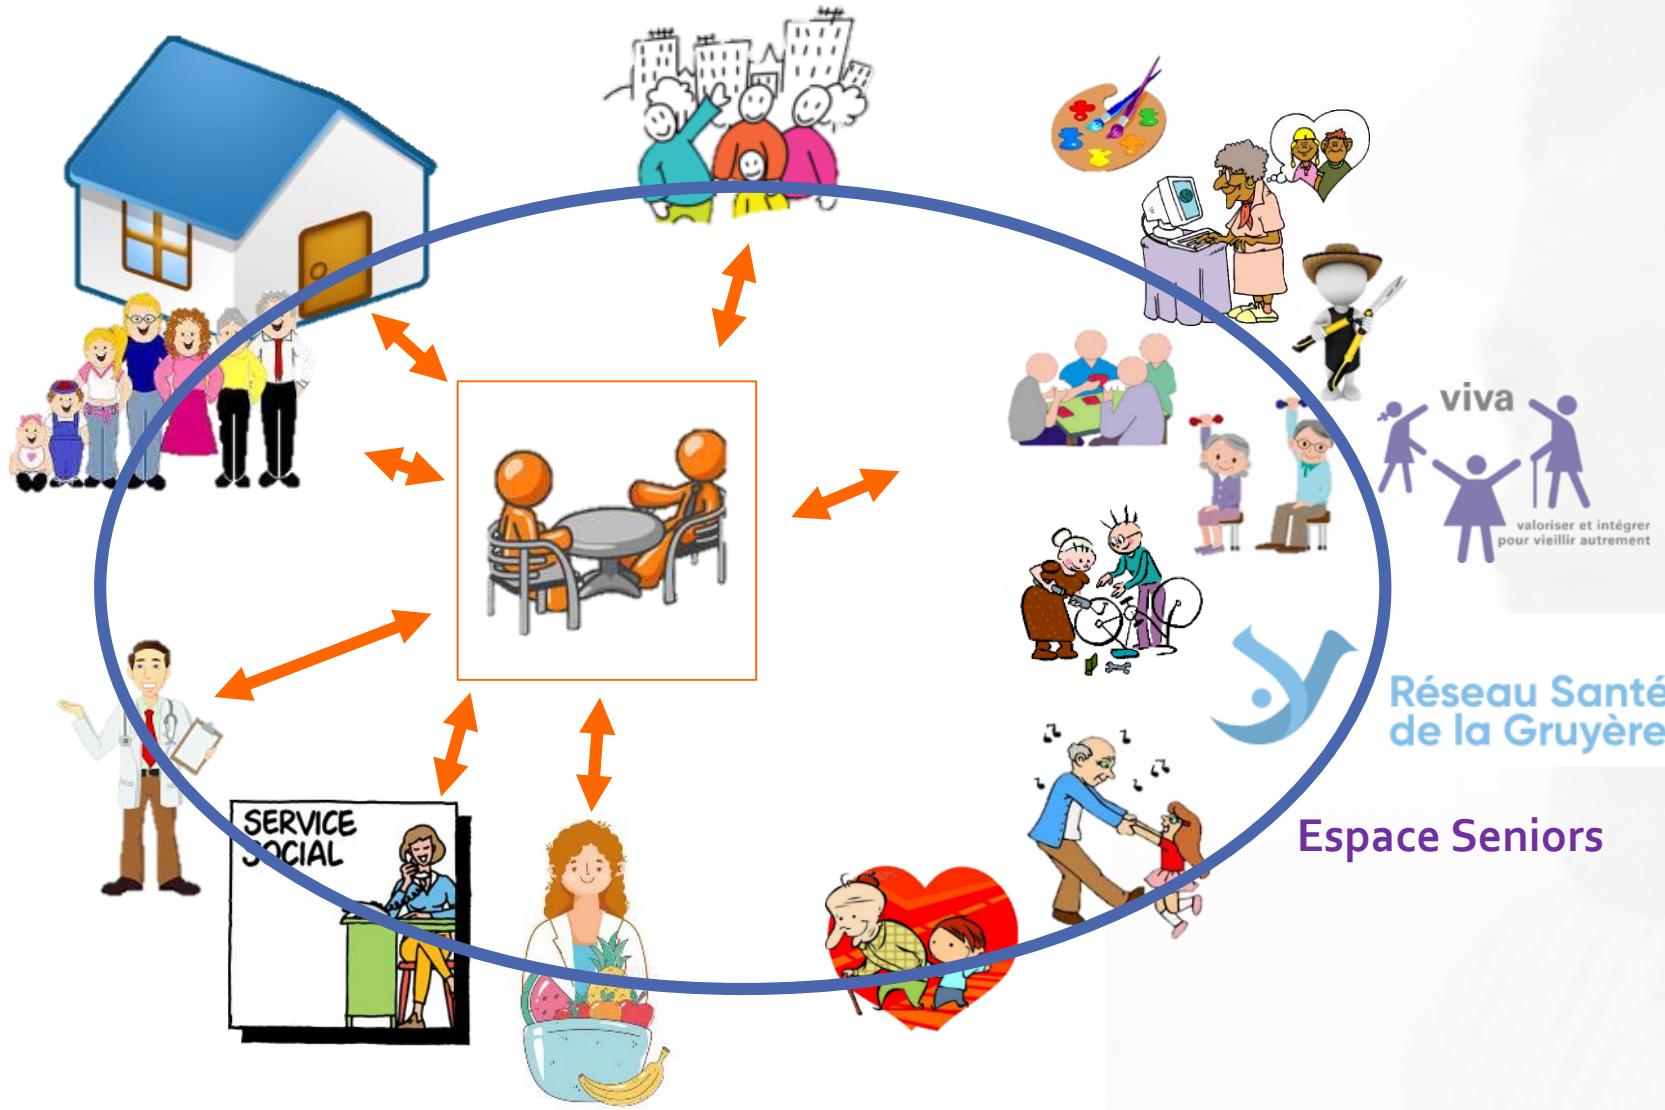 viva
valoriser et intégrer
pour vieillir autrement
Réseau Santé
de la Gruyère
Espace Seniors
SERVICE
SOCIAL